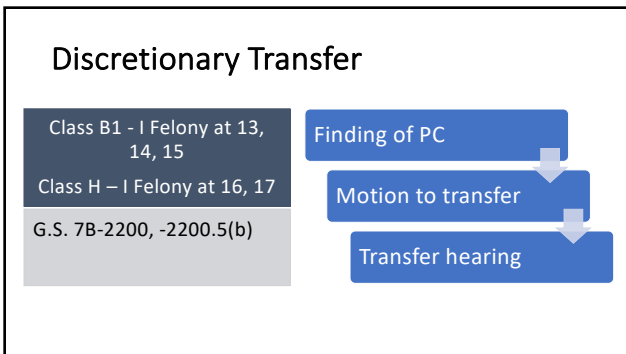 Discretionary Transfer
Class B1 - I Felony at 13,
14, 15
Class H – I Felony at 16, 17
G.S. 7B-2200, -2200.5(b)
Finding of PC
Motion to transfer
Transfer hearing